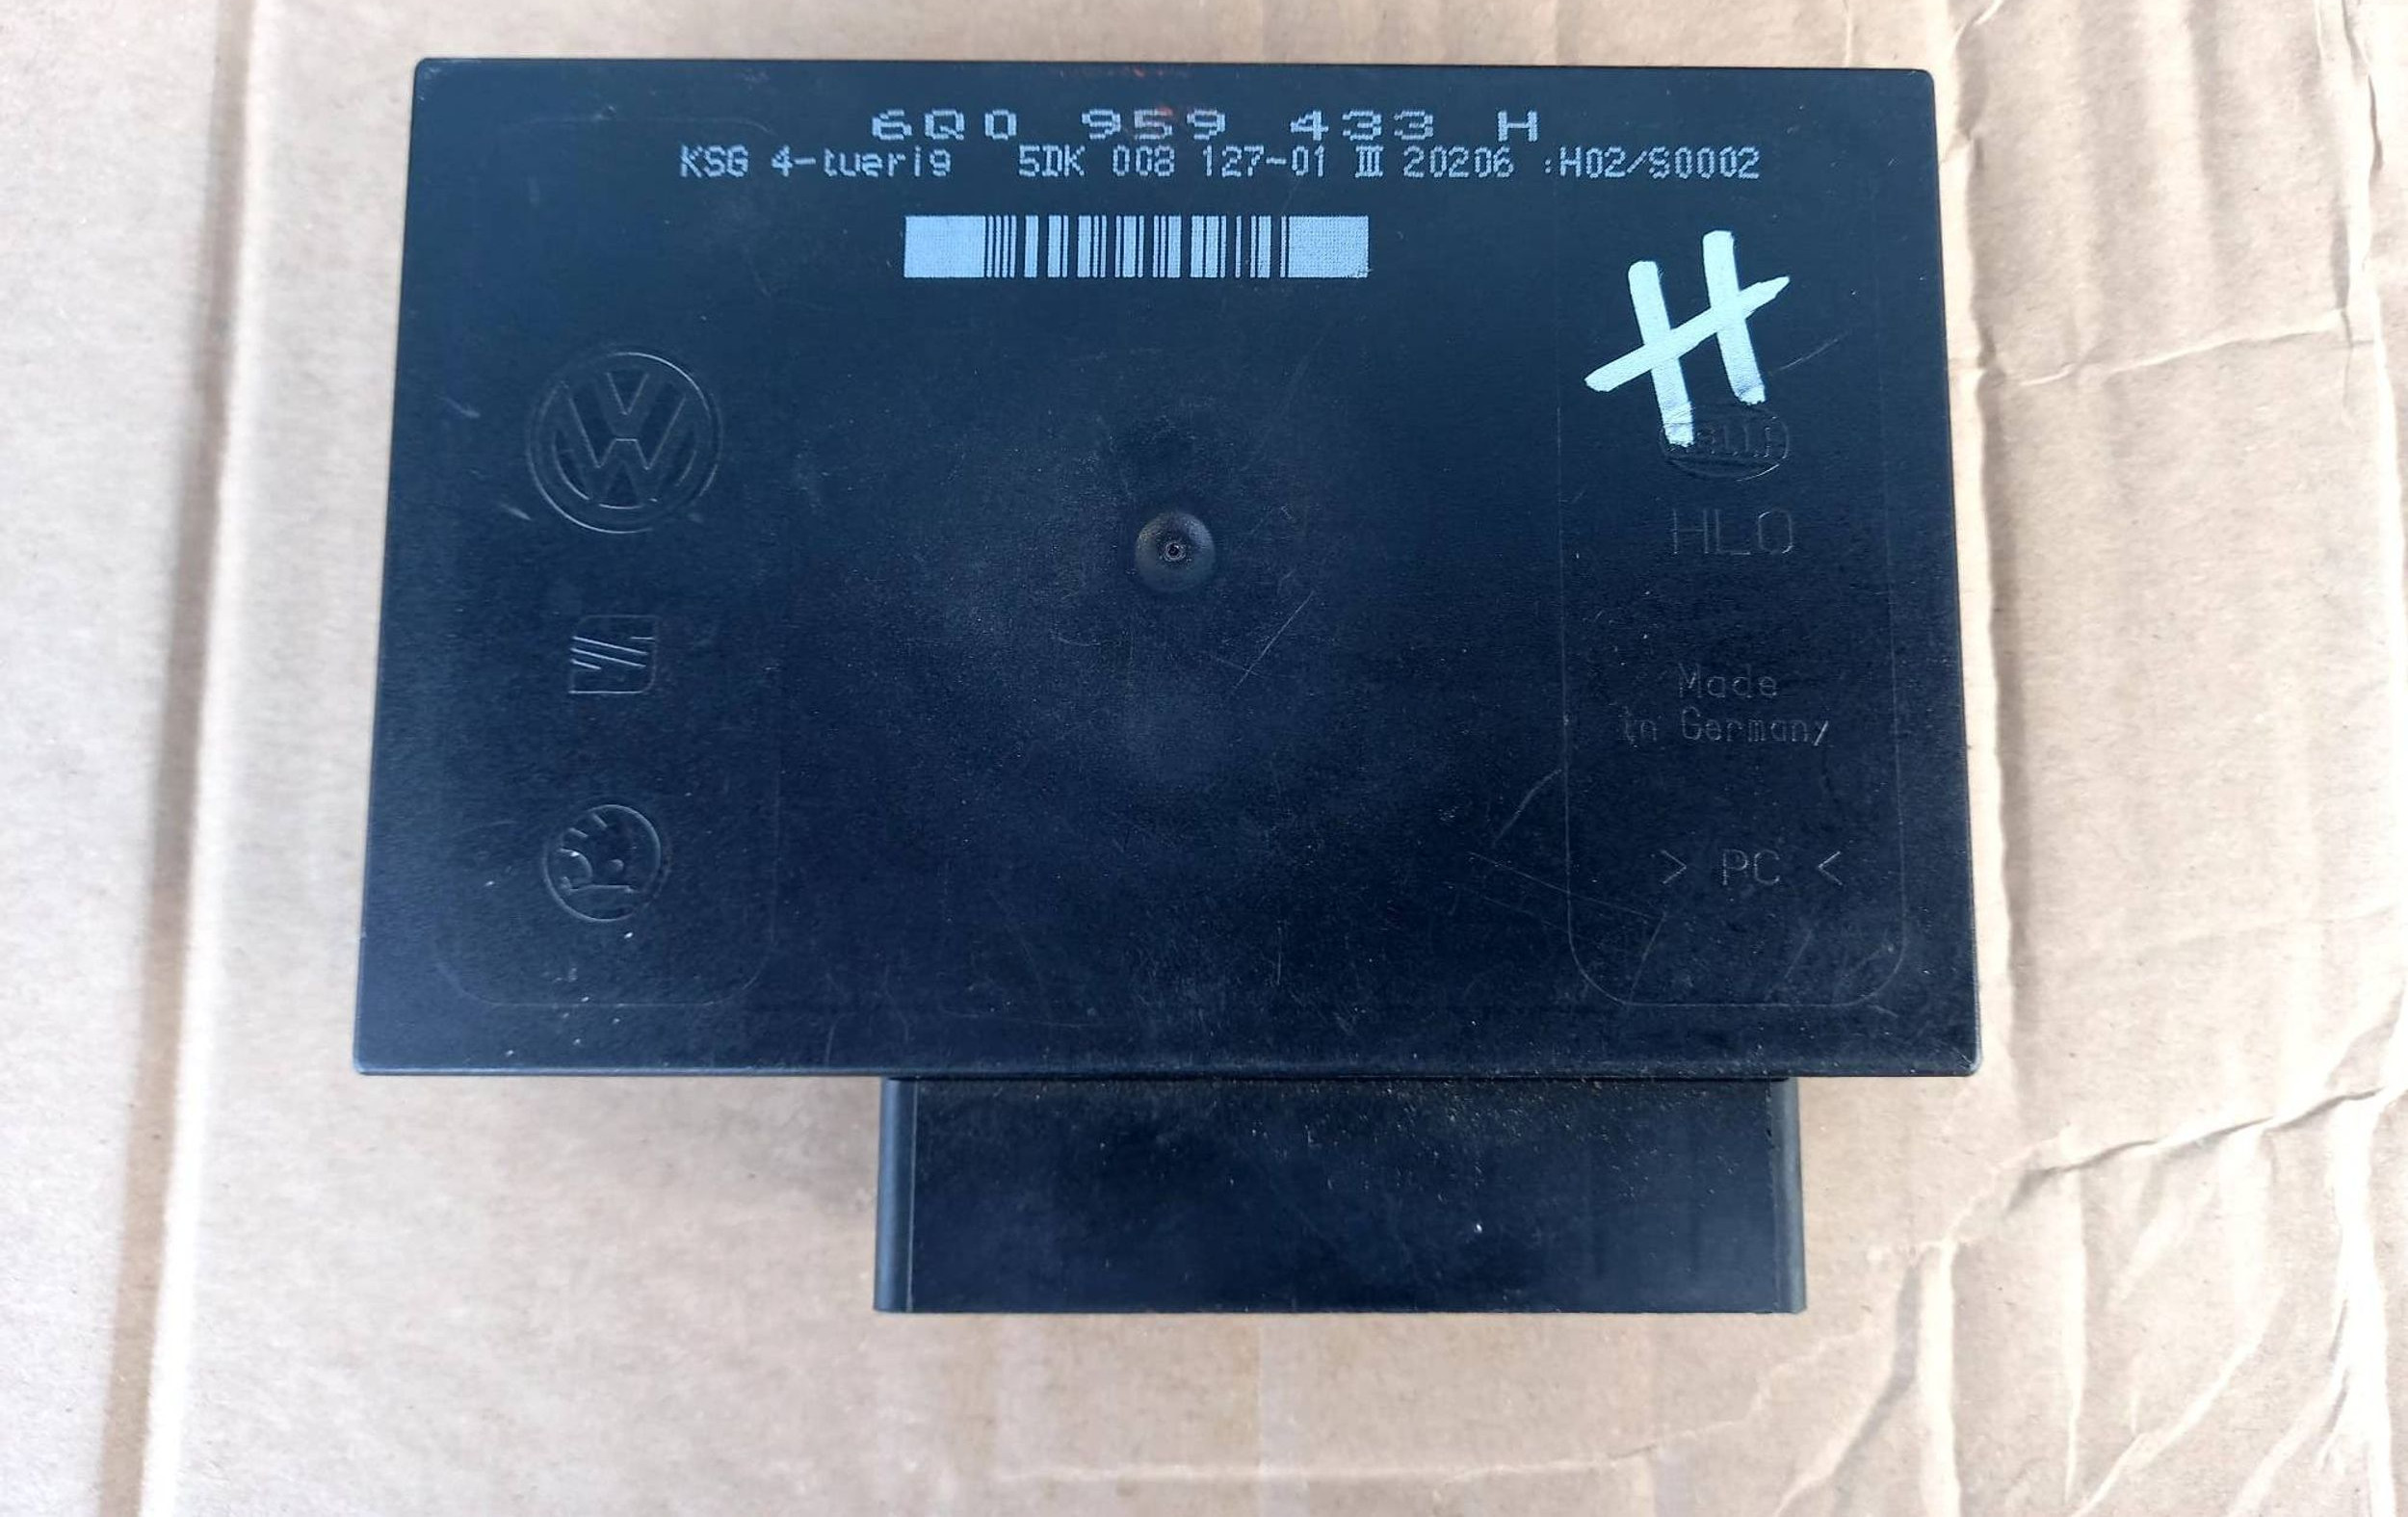 6Q0 959 433 H
KSG 4-tuerig 5DK 008 127-01 III 20206 :H02/S0002
H
VW
HELLA
HLO
Made
in Germany
> PC <